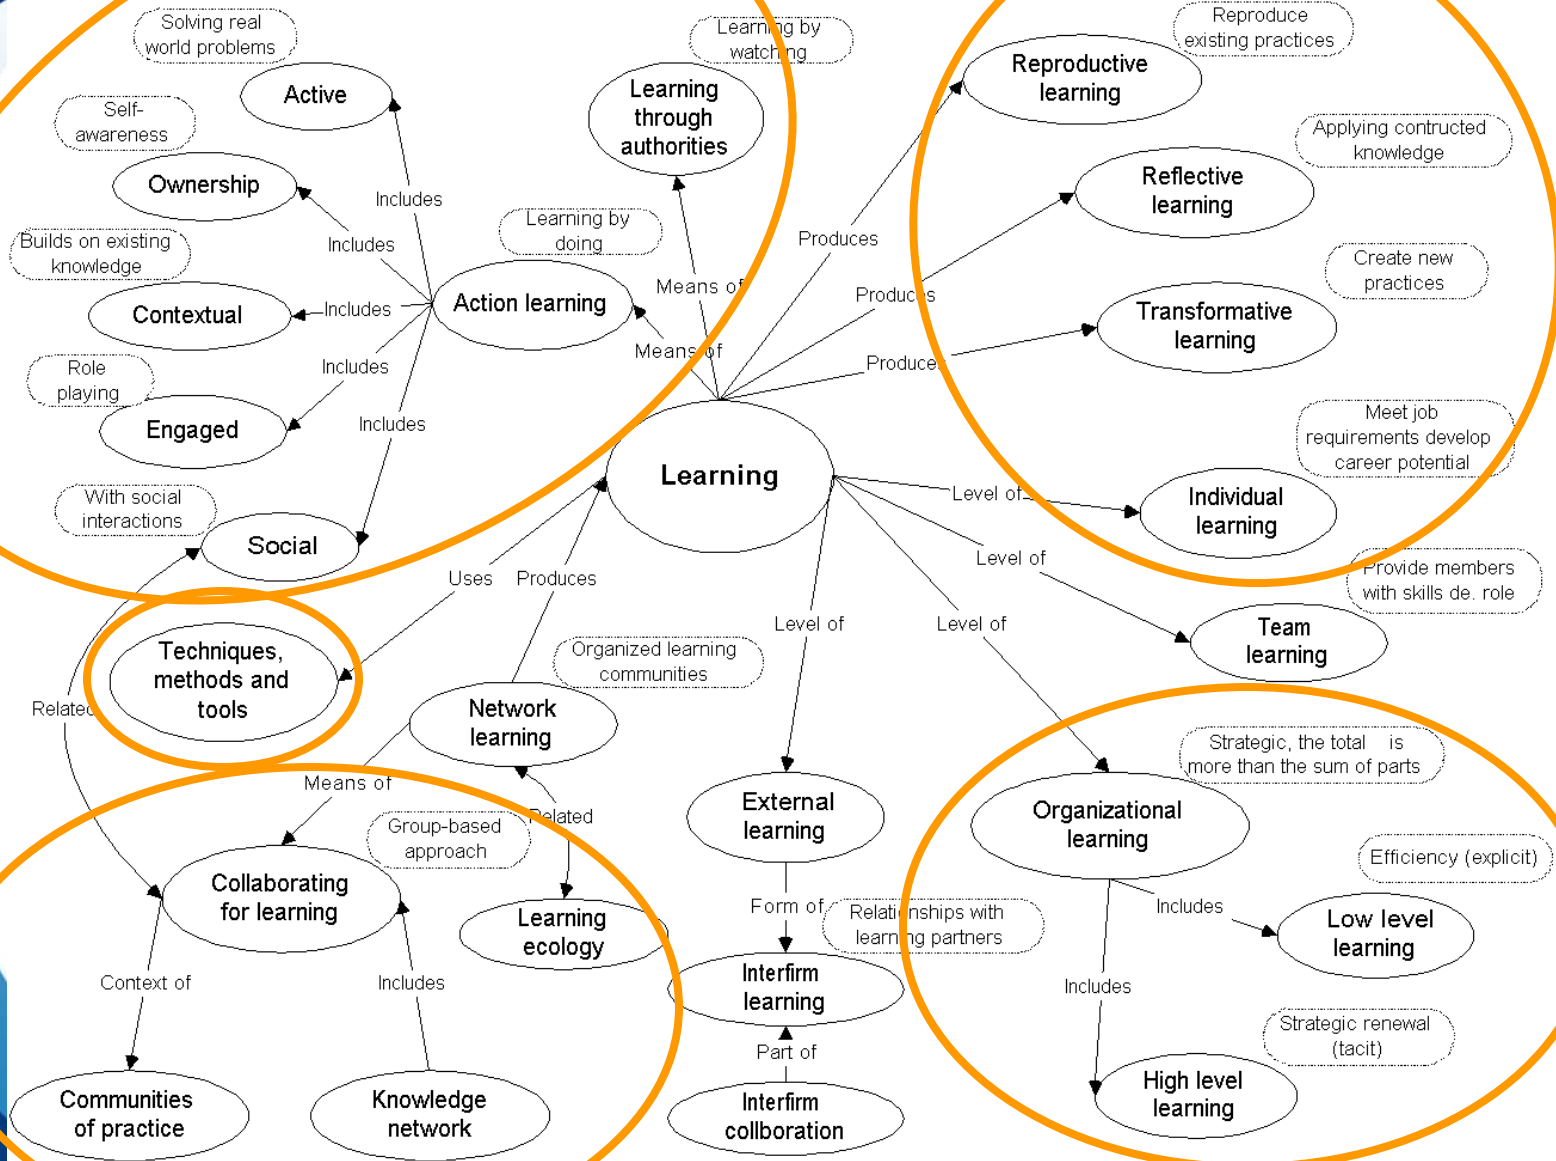 Solving real
world problems
Active
Self-
awareness
Ownership
Builds on existing
knowledge
Contextual
Role
playing
Engaged
With social
interactions
Social
Includes
Includes
Includes
Includes
Includes
Learning by
watching
Learning
through
authorities
Learning by
doing
Action learning
Means of
Means of
Learning
Produces
Produces
Produces
Reproduce
existing practices
Reproductive
learning
Applying contructed
knowledge
Reflective
learning
Create new
practices
Transformative
learning
Meet job
requirements develop
career potential
Individual
learning
Level of
Level of
Level of
Level of
Provide members
with skills de. role
Team
learning
Uses
Produces
Techniques,
methods and
tools
Related
Organized learning
communities
Network
learning
Means of
Related
Group-based
approach
Collaborating
for learning
Learning
ecology
Context of
Includes
Communities
of practice
Knowledge
network
External
learning
Form of
Relationships with
learning partners
Interfirm
learning
Part of
Interfirm
collboration
Strategic, the total is
more than the sum of parts
Organizational
learning
Includes
Includes
Efficiency (explicit)
Low level
learning
Strategic renewal
(tacit)
High level
learning